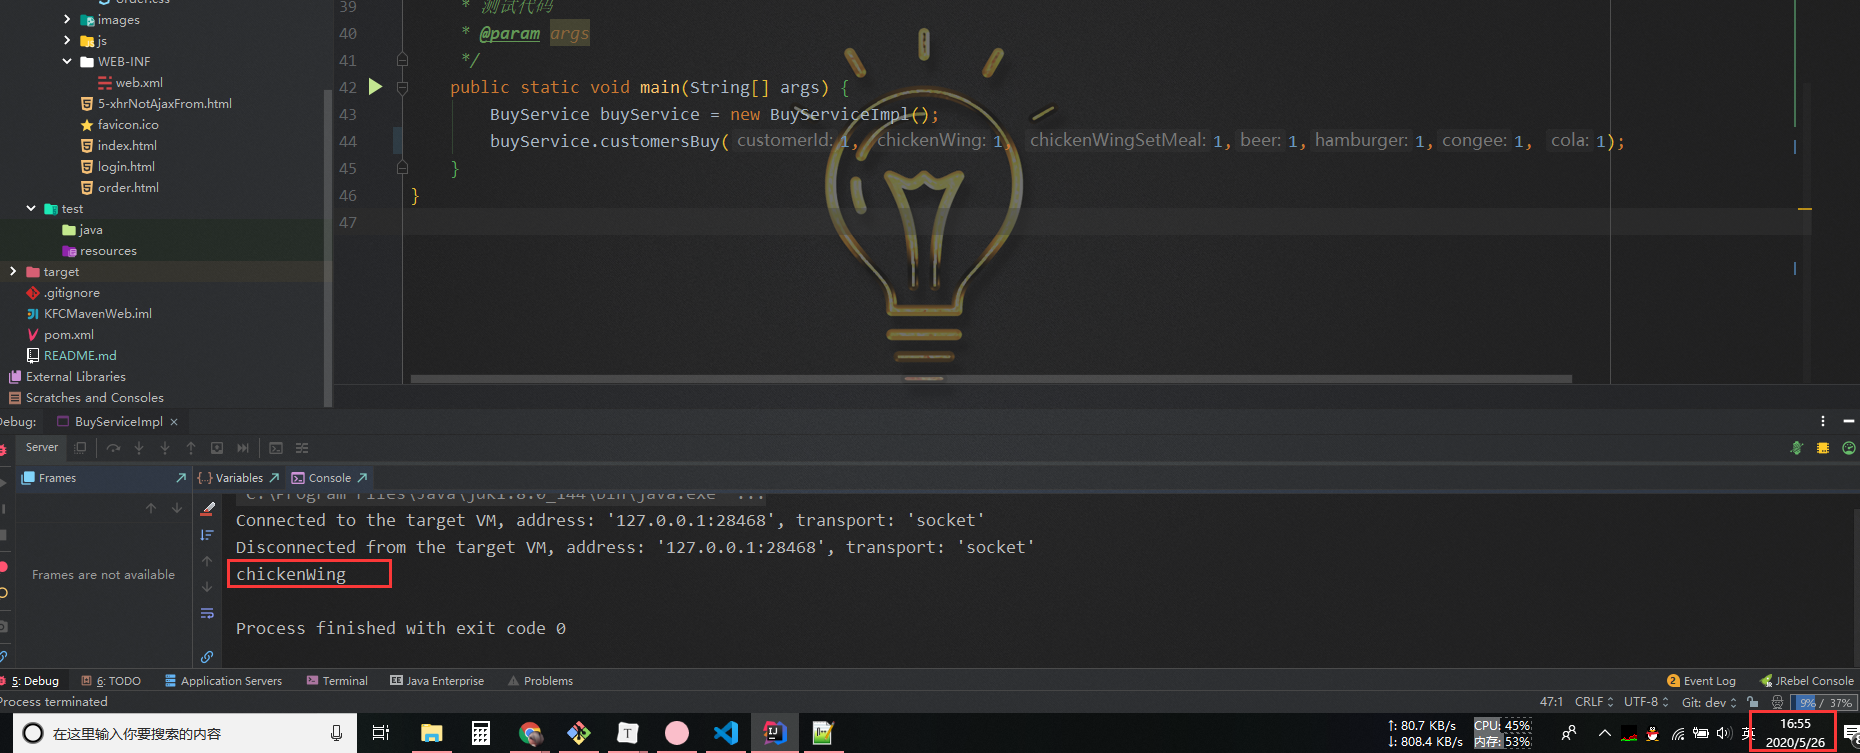 order.css
images
js
WEB-INF
web.xml
5-xhrNotAjaxFrom.html
favicon.ico
index.html
login.html
order.html
test
java
resources
target
.gitignore
KFCMavenWeb.iml
pom.xml
README.md
External Libraries
Scratches and Consoles
39 * 测试代码
40 * @param args
41 */
42 public static void main(String[] args) {
43 BuyService buyService = new BuyServiceImpl();
44 buyService.customersBuy( customerId: 1, chickenWing: 1, chickenWingSetMeal: 1, beer: 1, hamburger: 1, congee: 1, cola: 1);
45 }
46 }
47
Debug: BuyServiceImpl
Server
Frames Variables Console
C:\Program Files\Java\jdk1.8.0_144\bin\java.exe" ...
Connected to the target VM, address: '127.0.0.1:28468', transport: 'socket'
Disconnected from the target VM, address: '127.0.0.1:28468', transport: 'socket'
Frames are not available
chickenWing
Process finished with exit code 0
5: Debug 6: TODO Application Servers Terminal Java Enterprise Problems 2 Event Log JRebel Console
Process terminated 47:1 CRLF UTF-8 Git: dev 9% / 37%
在这里输入你要搜索的内容
↑: 80.7 KB/s CPU: 45%
↓: 808.4 KB/s 内存: 53%
英
16:55
2020/5/26